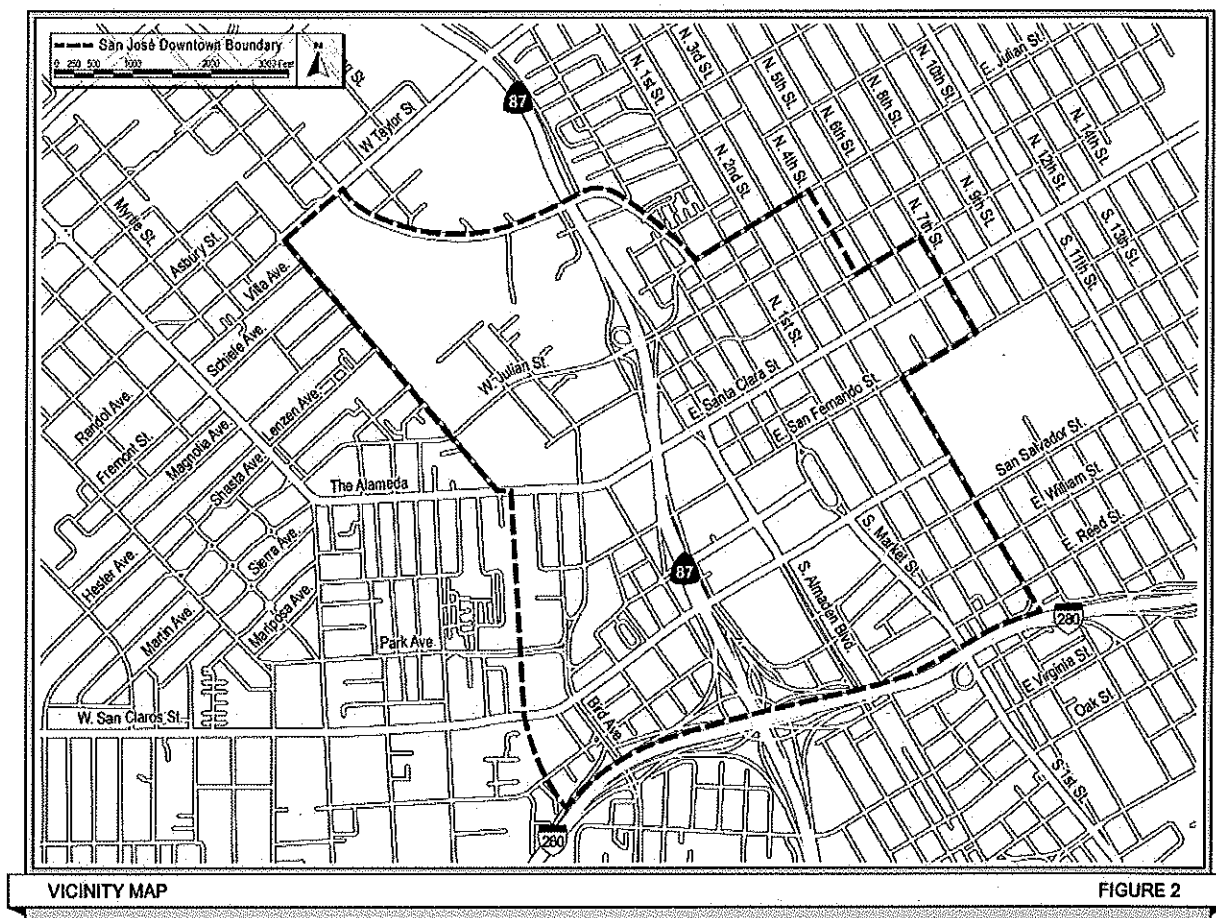 San José Downtown Boundary
0 250 500 1000 2000 3000 Feet
N
W Taylor St.
87
N. 1st St.
N. 3rd St.
N. 5th St.
N. 6th St.
N. 8th St.
N. 10th St.
E. Julian St.
N. 14th St.
N. 12th St.
N. 2nd St.
N. 4th St.
N. 9th St.
N. 7th St.
S. 13th St.
S. 11th St.
Myrtle St.
Asbury St.
Villa Ave.
Schiele Ave.
N. 1st St.
W. Julian St.
E. Santa Clara St
E. San Fernando St.
Lenzen Ave.
Randol Ave.
Fremont St.
Magnolia Ave.
Shasta Ave.
The Alameda
San Salvador St.
E. William St.
E. Reed St.
Sierra Ave.
Hester Ave.
Martin Ave.
Mariposa Ave.
87
S. Market St.
S. Almaden Blvd.
280
Park Ave.
E Virginia St.
Oak St.
W. San Claros St.
Bird Ave.
S 1st St.
280
VICINITY MAP
FIGURE 2